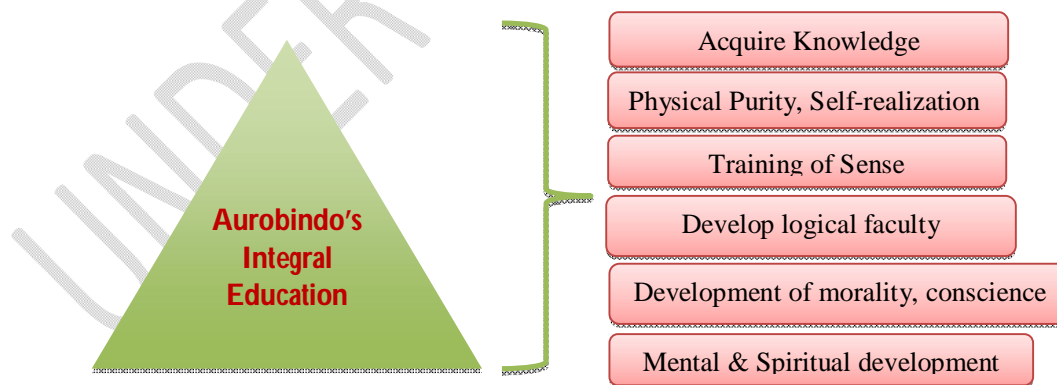 UNDER
Aurobindo's
Integral
Education
Acquire Knowledge
Physical Purity, Self-realization
Training of Sense
Develop logical faculty
Development of morality, conscience
Mental & Spiritual development